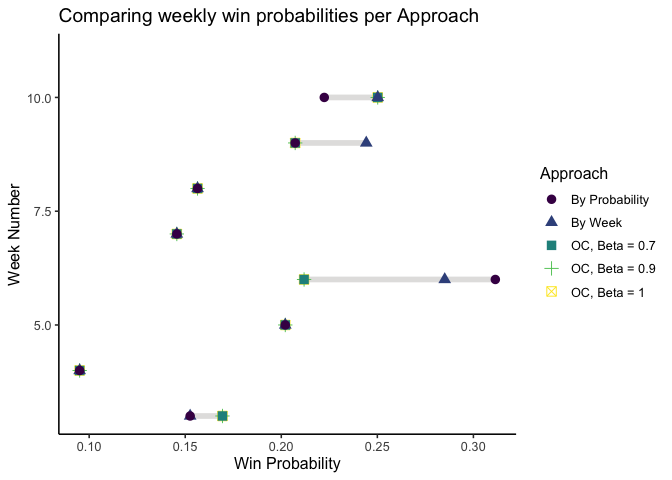 Comparing weekly win probabilities per Approach
Week Number
10.0
7.5
5.0
0.10
0.15
0.20
0.25
0.30
Win Probability
Approach
By Probability
By Week
OC, Beta = 0.7
OC, Beta = 0.9
OC, Beta = 1